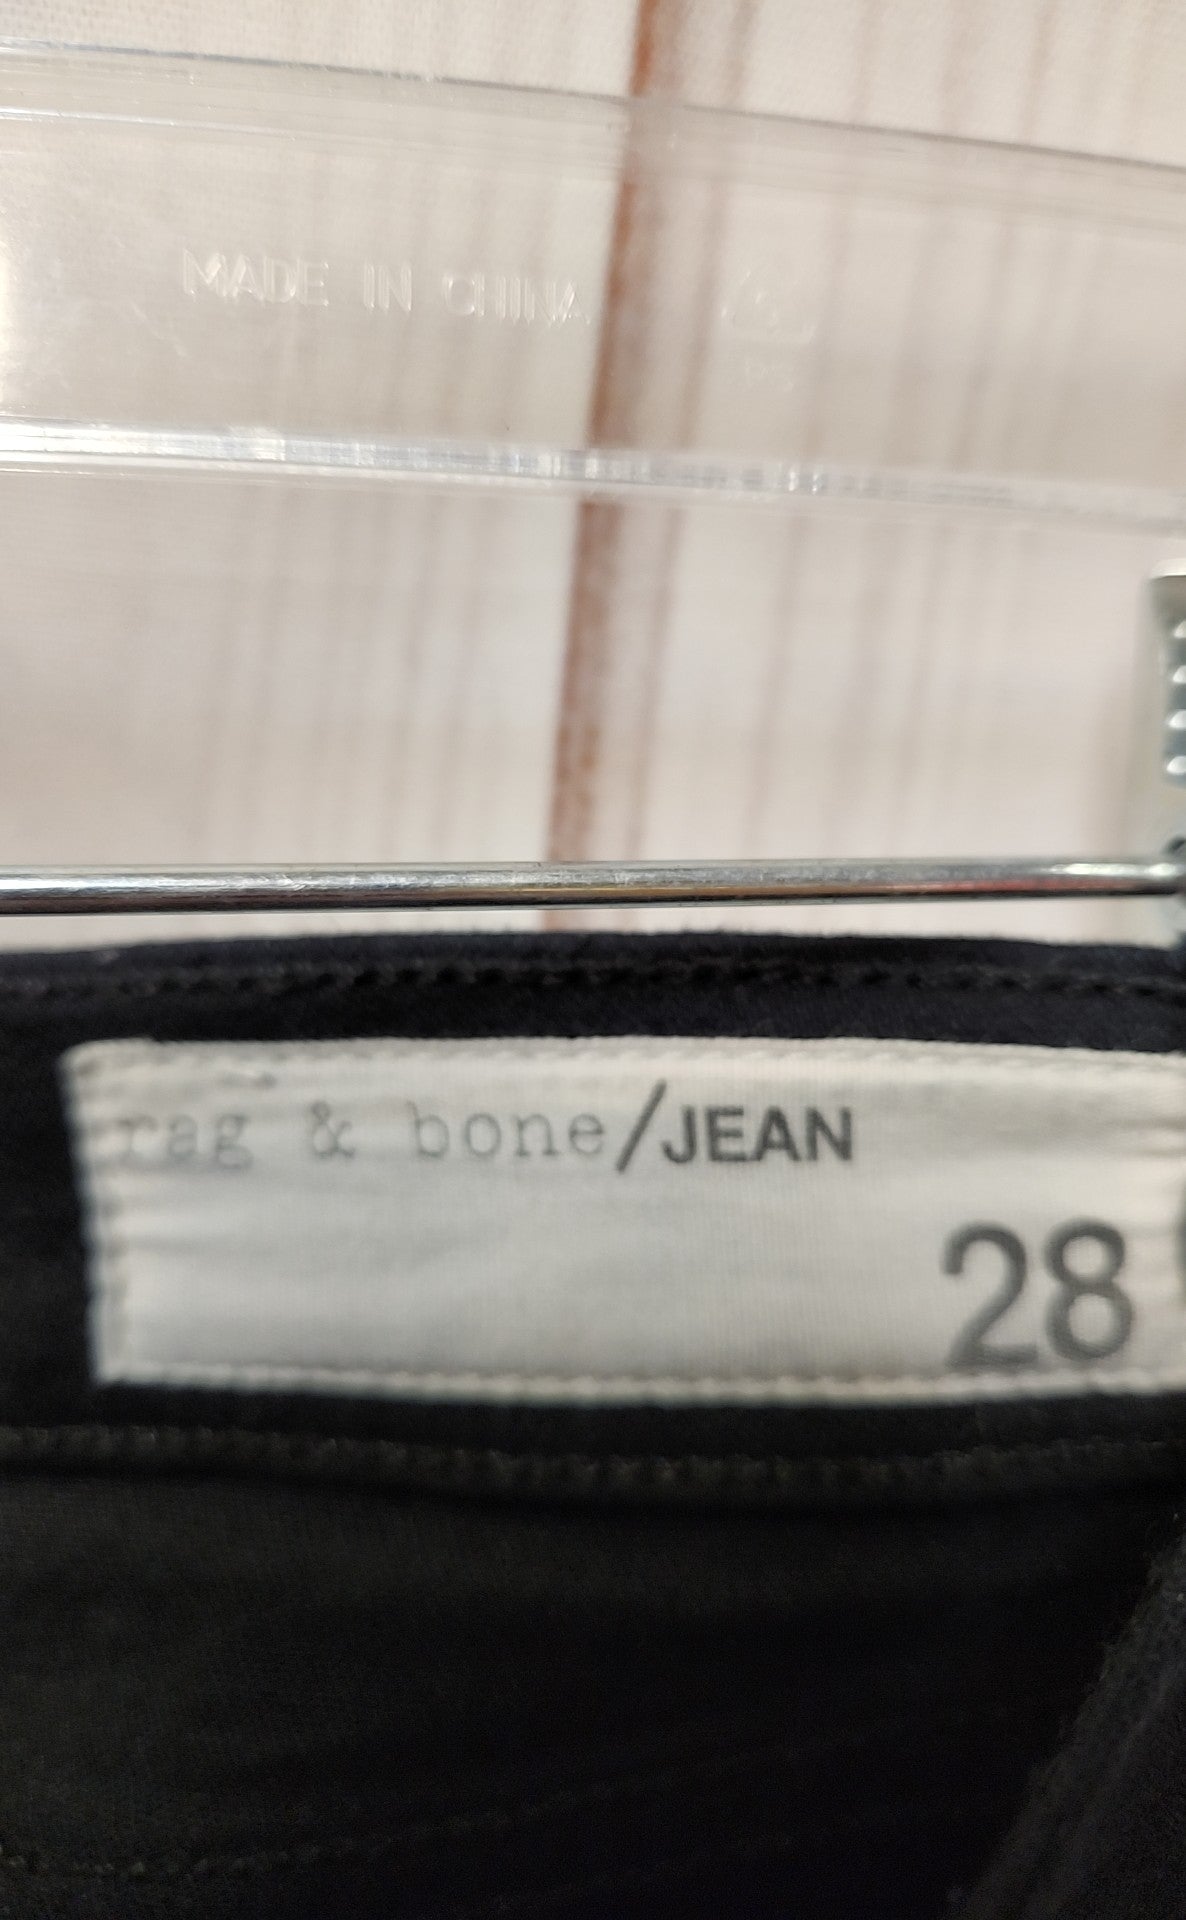 MADE IN CHINA
rag & bone/JEAN
28